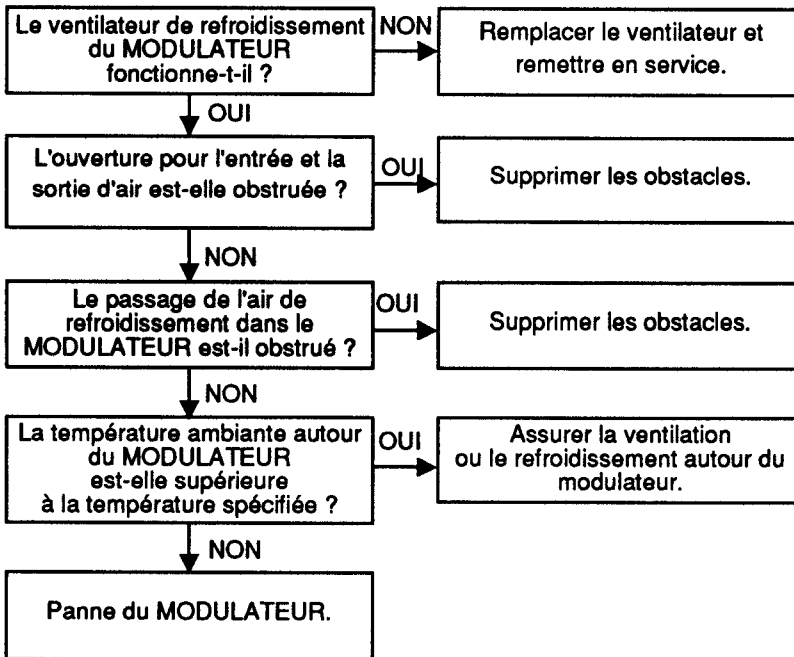 Le ventilateur de refroidissement
du MODULATEUR
fonctionne-t-il ?
NON
Remplacer le ventilateur et
remettre en service.
OUI
L'ouverture pour l'entrée et la
sortie d'air est-elle obstruée ?
OUI
Supprimer les obstacles.
NON
Le passage de l'air de
refroidissement dans le
MODULATEUR est-il obstrué ?
OUI
Supprimer les obstacles.
NON
La température ambiante autour
du MODULATEUR
est-elle supérieure
à la température spécifiée ?
OUI
Assurer la ventilation
ou le refroidissement autour du
modulateur.
NON
Panne du MODULATEUR.